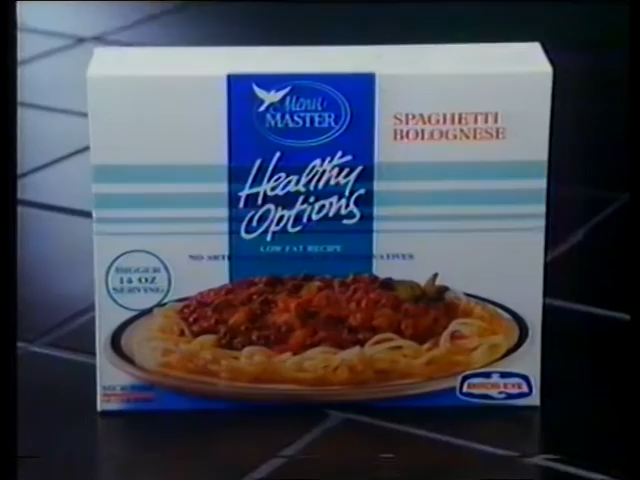 Menu
MASTER
SPAGHETTI
BOLOGNESE
Healthy
Options
LOW FAT RECIPE
BIGGER
14 OZ
SERVING
BIRDS EYE